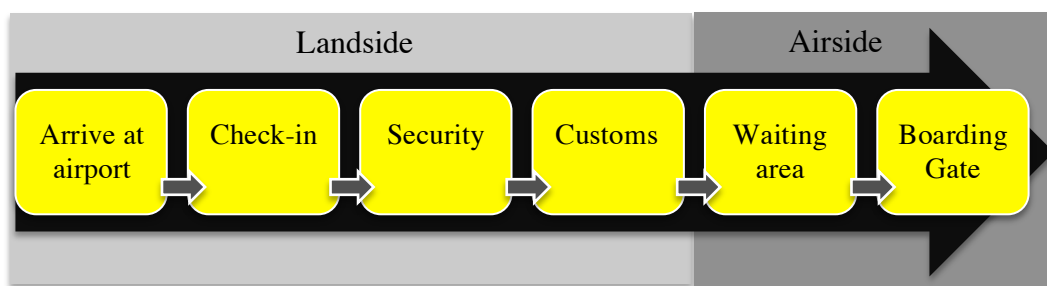 Landside
Airside
Arrive at
airport
Check-in
Security
Customs
Waiting
area
Boarding
Gate